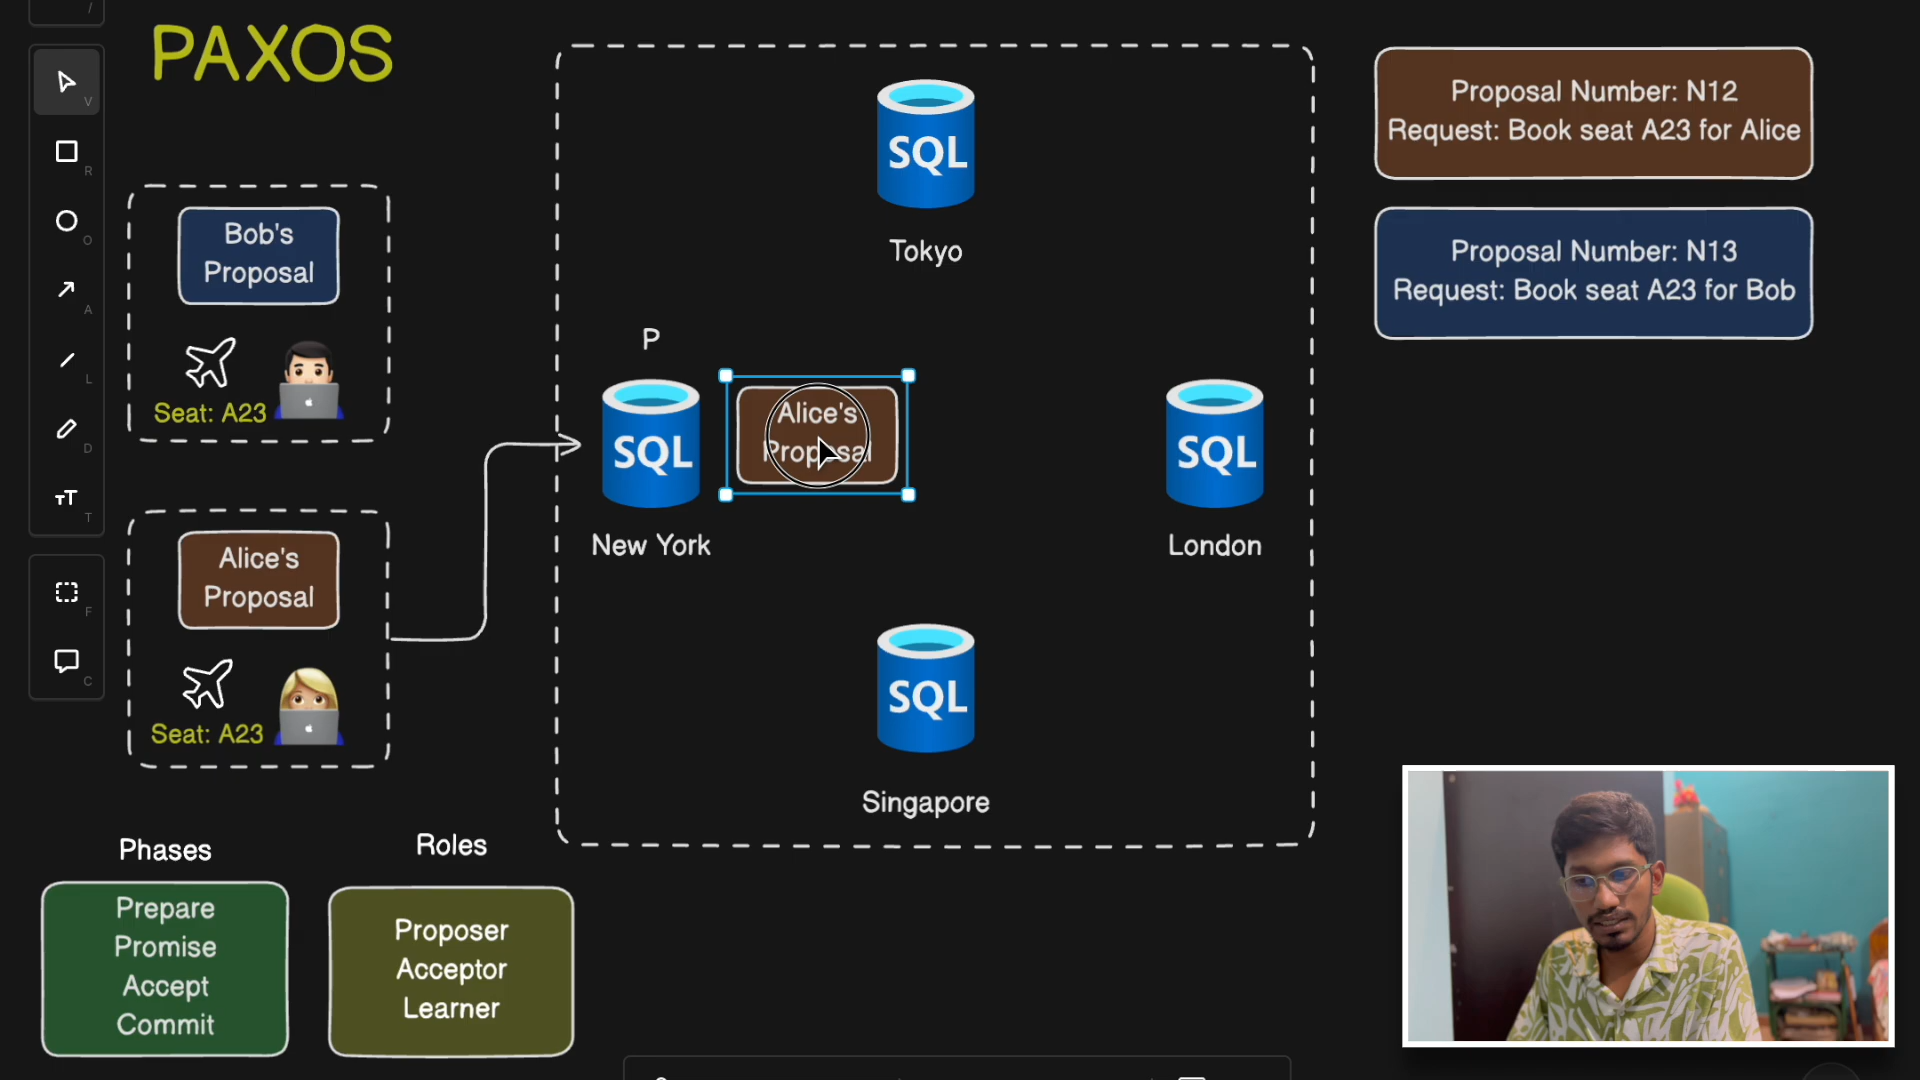 /
PAXOS
V
R
O
A
L
D
T
F
C
Bob's
Proposal
Seat: A23
Alice's
Proposal
Seat: A23
Phases
Prepare
Promise
Accept
Commit
Roles
Proposer
Acceptor
Learner
SQL
Tokyo
P
SQL
New York
Alice's
Proposal
SQL
London
SQL
Singapore
Proposal Number: N12
Request: Book seat A23 for Alice
Proposal Number: N13
Request: Book seat A23 for Bob